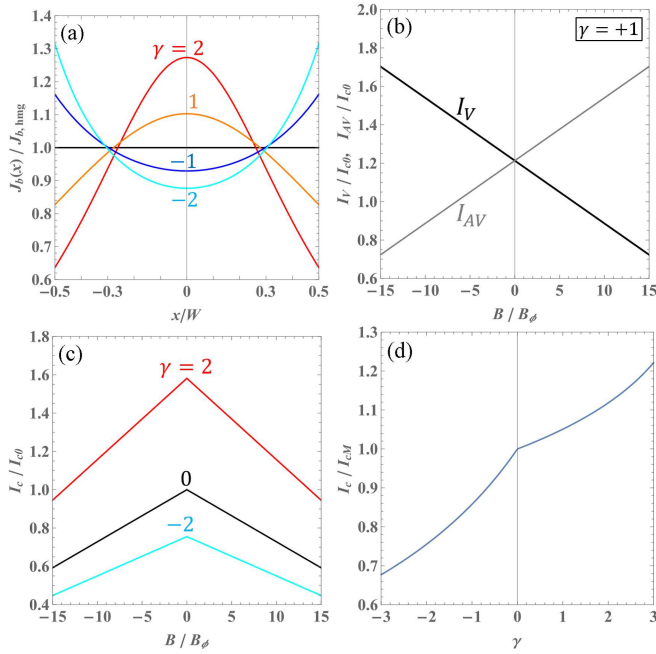 (a)
γ = 2
1
−1
−2
J_b(x) / J_b, hmg
1.4
1.3
1.2
1.1
1.0
0.9
0.8
0.7
0.6
−0.5 −0.3 0 0.3 0.5
x/W
(b)
γ = +1
I_V
I_AV
I_V / I_c0, I_AV / I_c0
2.0
1.8
1.6
1.4
1.2
1.0
0.8
0.6
−15 −10 −5 0 5 10 15
B / B_ϕ
(c)
γ = 2
0
−2
I_c / I_c0
1.8
1.6
1.4
1.2
1.0
0.8
0.6
0.4
−15 −10 −5 0 5 10 15
B / B_ϕ
(d)
I_c / I_cM
1.3
1.2
1.1
1.0
0.9
0.8
0.7
0.6
−3 −2 −1 0 1 2 3
γ